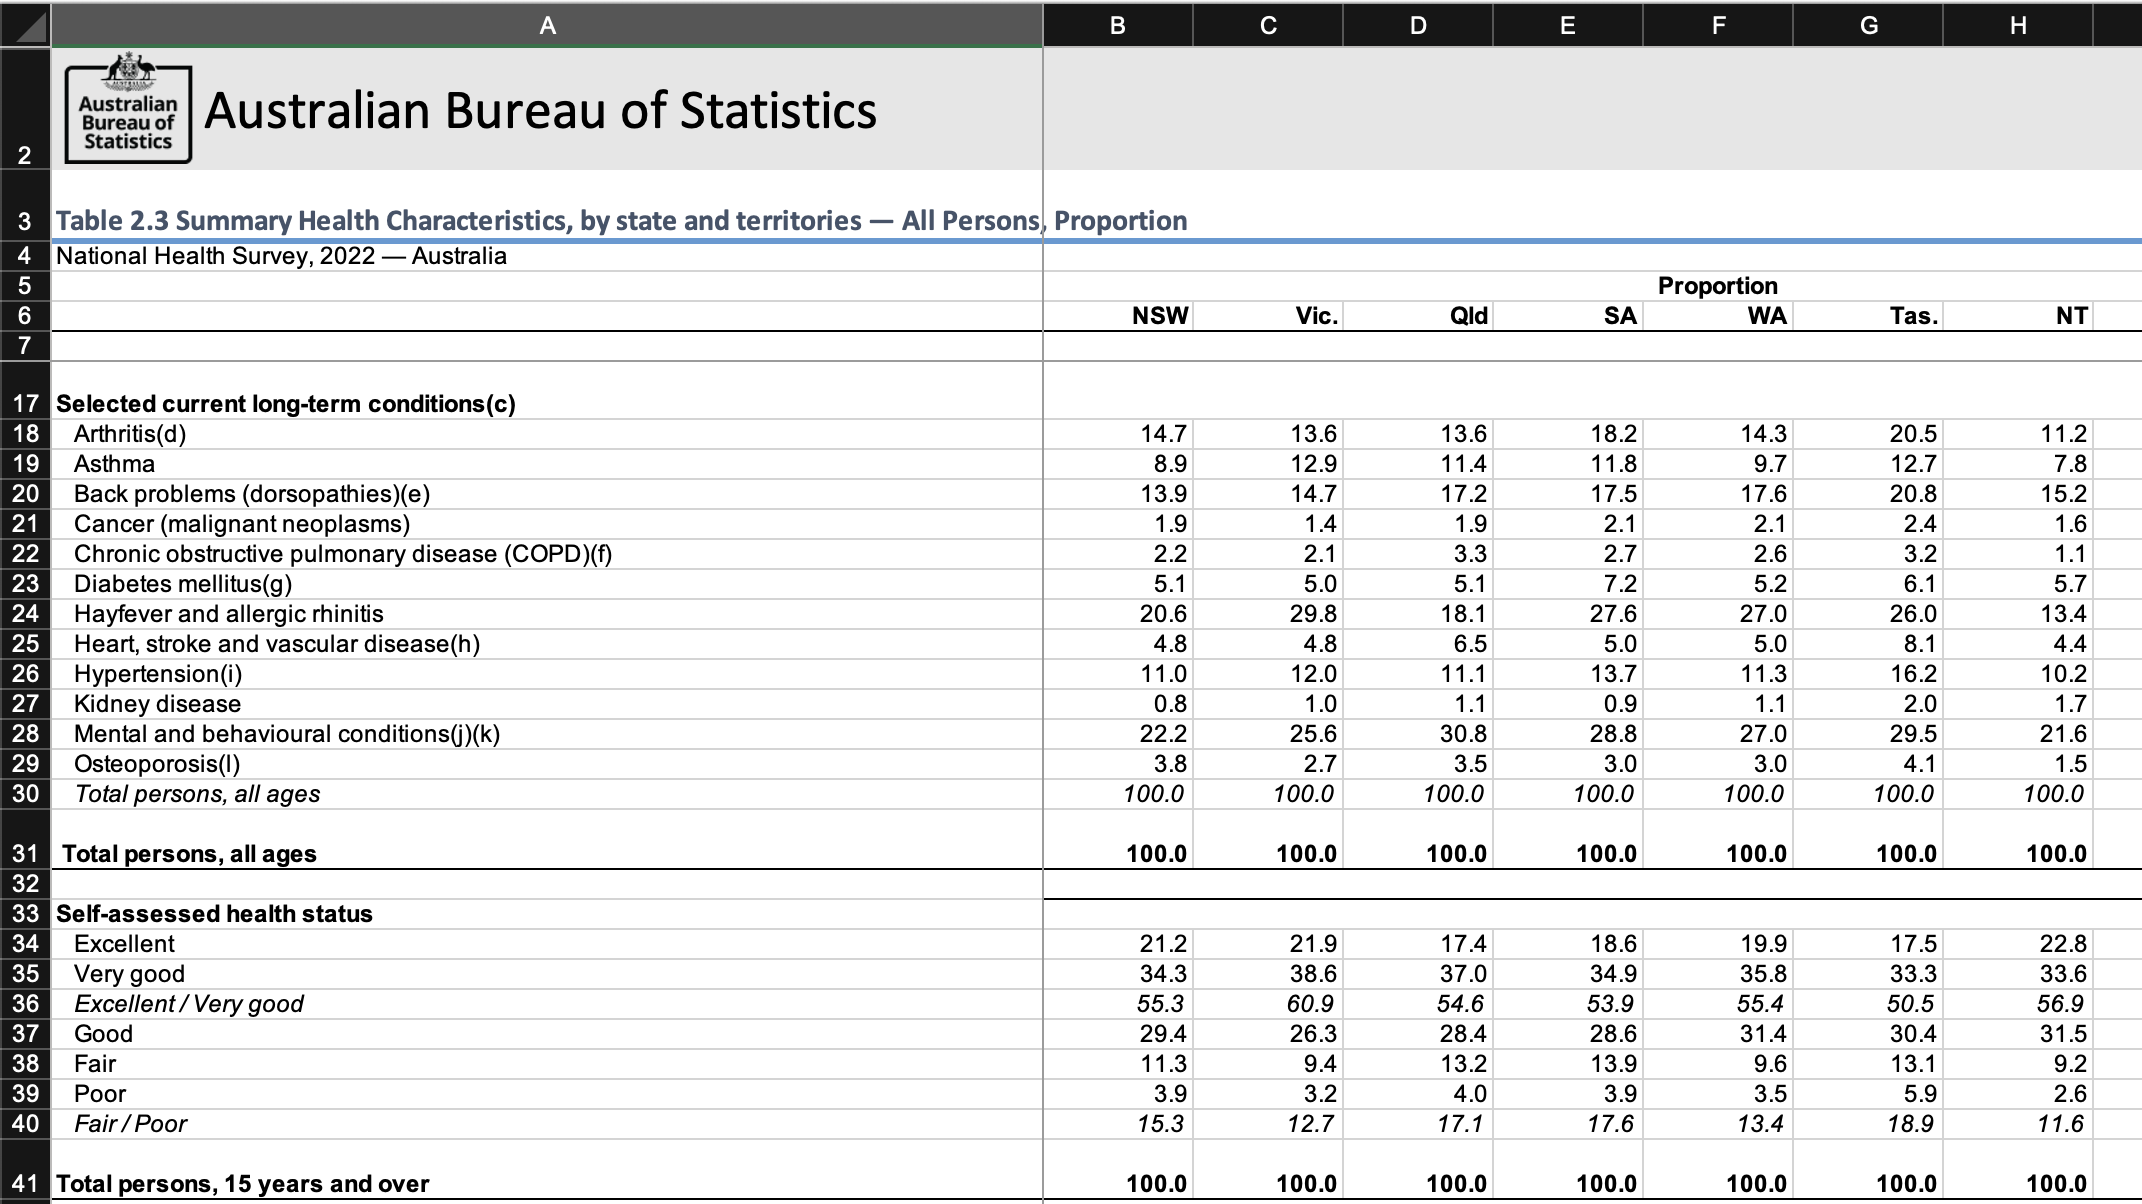 A B C D E F G H
Australian Bureau of Statistics
Australian Bureau of Statistics
2
3 Table 2.3 Summary Health Characteristics, by state and territories — All Persons, Proportion
4 National Health Survey, 2022 — Australia
5 Proportion
6 NSW Vic. Qld SA WA Tas. NT
7
17 Selected current long-term conditions(c)
18 Arthritis(d) 14.7 13.6 13.6 18.2 14.3 20.5 11.2
19 Asthma 8.9 12.9 11.4 11.8 9.7 12.7 7.8
20 Back problems (dorsopathies)(e) 13.9 14.7 17.2 17.5 17.6 20.8 15.2
21 Cancer (malignant neoplasms) 1.9 1.4 1.9 2.1 2.1 2.4 1.6
22 Chronic obstructive pulmonary disease (COPD)(f) 2.2 2.1 3.3 2.7 2.6 3.2 1.1
23 Diabetes mellitus(g) 5.1 5.0 5.1 7.2 5.2 6.1 5.7
24 Hayfever and allergic rhinitis 20.6 29.8 18.1 27.6 27.0 26.0 13.4
25 Heart, stroke and vascular disease(h) 4.8 4.8 6.5 5.0 5.0 8.1 4.4
26 Hypertension(i) 11.0 12.0 11.1 13.7 11.3 16.2 10.2
27 Kidney disease 0.8 1.0 1.1 0.9 1.1 2.0 1.7
28 Mental and behavioural conditions(j)(k) 22.2 25.6 30.8 28.8 27.0 29.5 21.6
29 Osteoporosis(l) 3.8 2.7 3.5 3.0 3.0 4.1 1.5
30 Total persons, all ages 100.0 100.0 100.0 100.0 100.0 100.0 100.0
31 Total persons, all ages 100.0 100.0 100.0 100.0 100.0 100.0 100.0
32
33 Self-assessed health status
34 Excellent 21.2 21.9 17.4 18.6 19.9 17.5 22.8
35 Very good 34.3 38.6 37.0 34.9 35.8 33.3 33.6
36 Excellent / Very good 55.3 60.9 54.6 53.9 55.4 50.5 56.9
37 Good 29.4 26.3 28.4 28.6 31.4 30.4 31.5
38 Fair 11.3 9.4 13.2 13.9 9.6 13.1 9.2
39 Poor 3.9 3.2 4.0 3.9 3.5 5.9 2.6
40 Fair / Poor 15.3 12.7 17.1 17.6 13.4 18.9 11.6
41 Total persons, 15 years and over 100.0 100.0 100.0 100.0 100.0 100.0 100.0